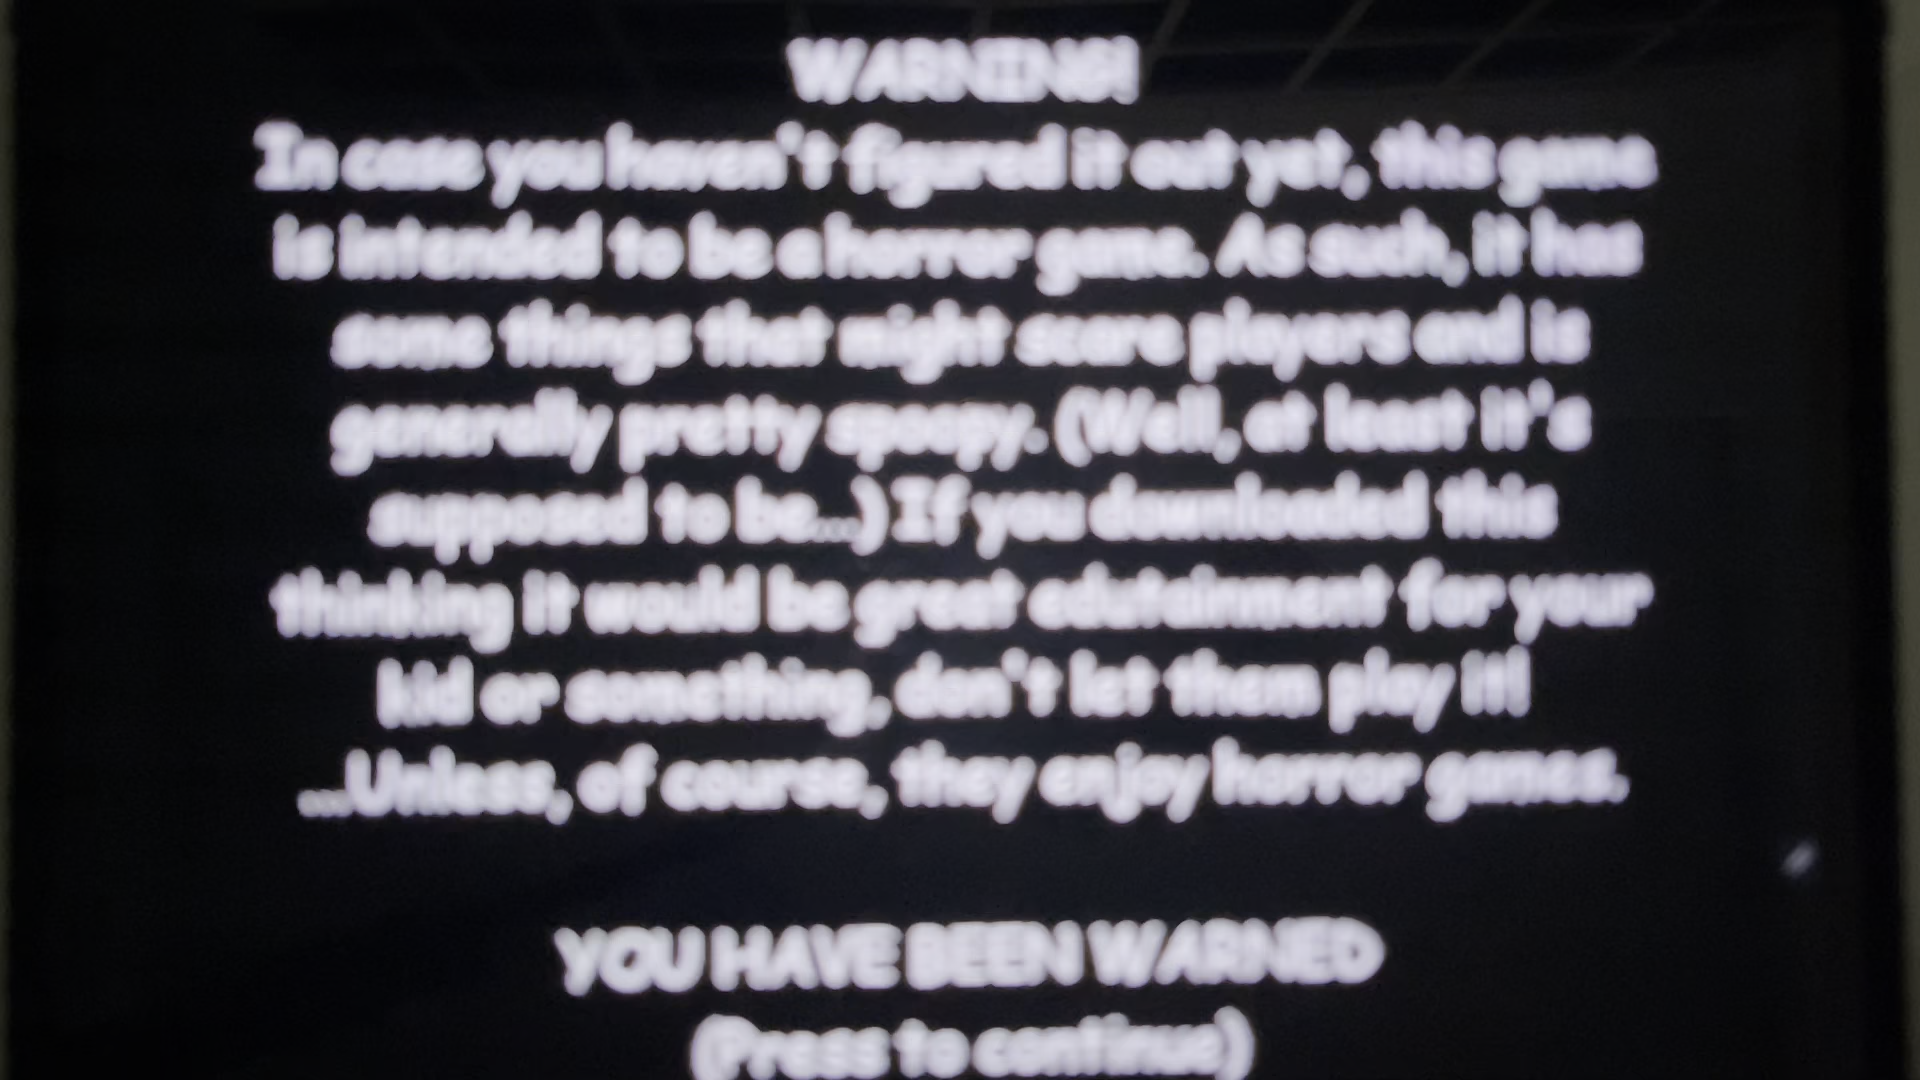 WARNING!
In case you haven't figured it out yet, this game
is intended to be a horror game. As such, it has
some things that might scare players and is
generally pretty spoopy. (Well, at least it's
supposed to be...) If you downloaded this
thinking it would be great edutainment for your
kid or something, don't let them play it!
...Unless, of course, they enjoy horror games.
YOU HAVE BEEN WARNED
(Press to continue)